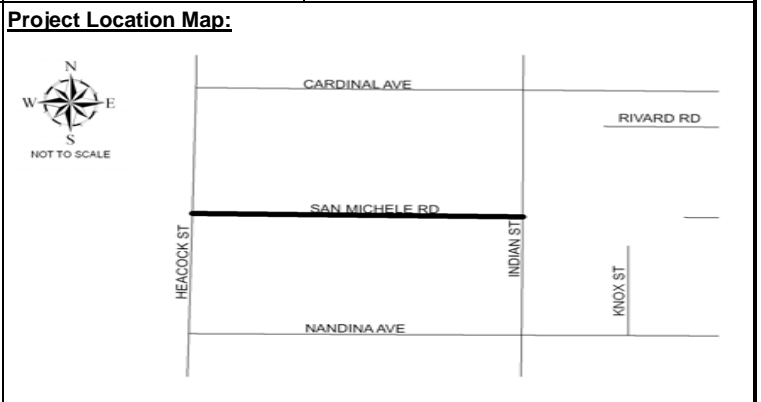 Project Location Map:
N
W
E
S
NOT TO SCALE
CARDINAL AVE
RIVARD RD
SAN MICHELE RD
HEACOCK ST
INDIAN ST
KNOX ST
NANDINA AVE